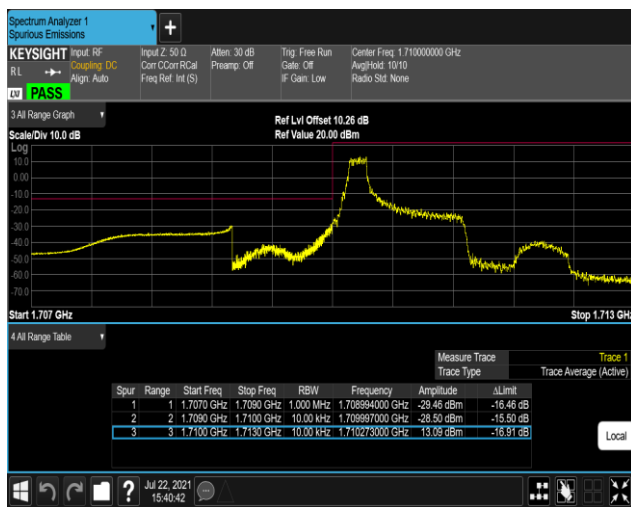 Spectrum Analyzer 1
Spurious Emissions
+
KEYSIGHT Input: RF Input Z: 50 Ω Atten: 30 dB Trig: Free Run Center Freq: 1.710000000 GHz
RL Coupling: DC Corr CCorr RCal Preamp: Off Gate: Off Avg|Hold: 10/10
Align: Auto Freq Ref: Int (S) IF Gain: Low Radio Std: None
LXI PASS
3 All Range Graph
Ref Lvl Offset 10.26 dB
Scale/Div 10.0 dB Ref Value 20.00 dBm
Log
10.0
0.00
-10.0
-20.0
-30.0
-40.0
-50.0
-60.0
-70.0
Start 1.707 GHz Stop 1.713 GHz
4 All Range Table
Measure Trace Trace 1
Trace Type Trace Average (Active)
Spur Range Start Freq Stop Freq RBW Frequency Amplitude ΔLimit
1 1 1.7070 GHz 1.7090 GHz 1.000 MHz 1.708994000 GHz -29.46 dBm -16.46 dB
2 2 1.7090 GHz 1.7100 GHz 10.00 kHz 1.709997000 GHz -28.50 dBm -15.50 dB
3 3 1.7100 GHz 1.7130 GHz 10.00 kHz 1.710273000 GHz 13.09 dBm -16.91 dB
Local
? Jul 22, 2021
15:40:42